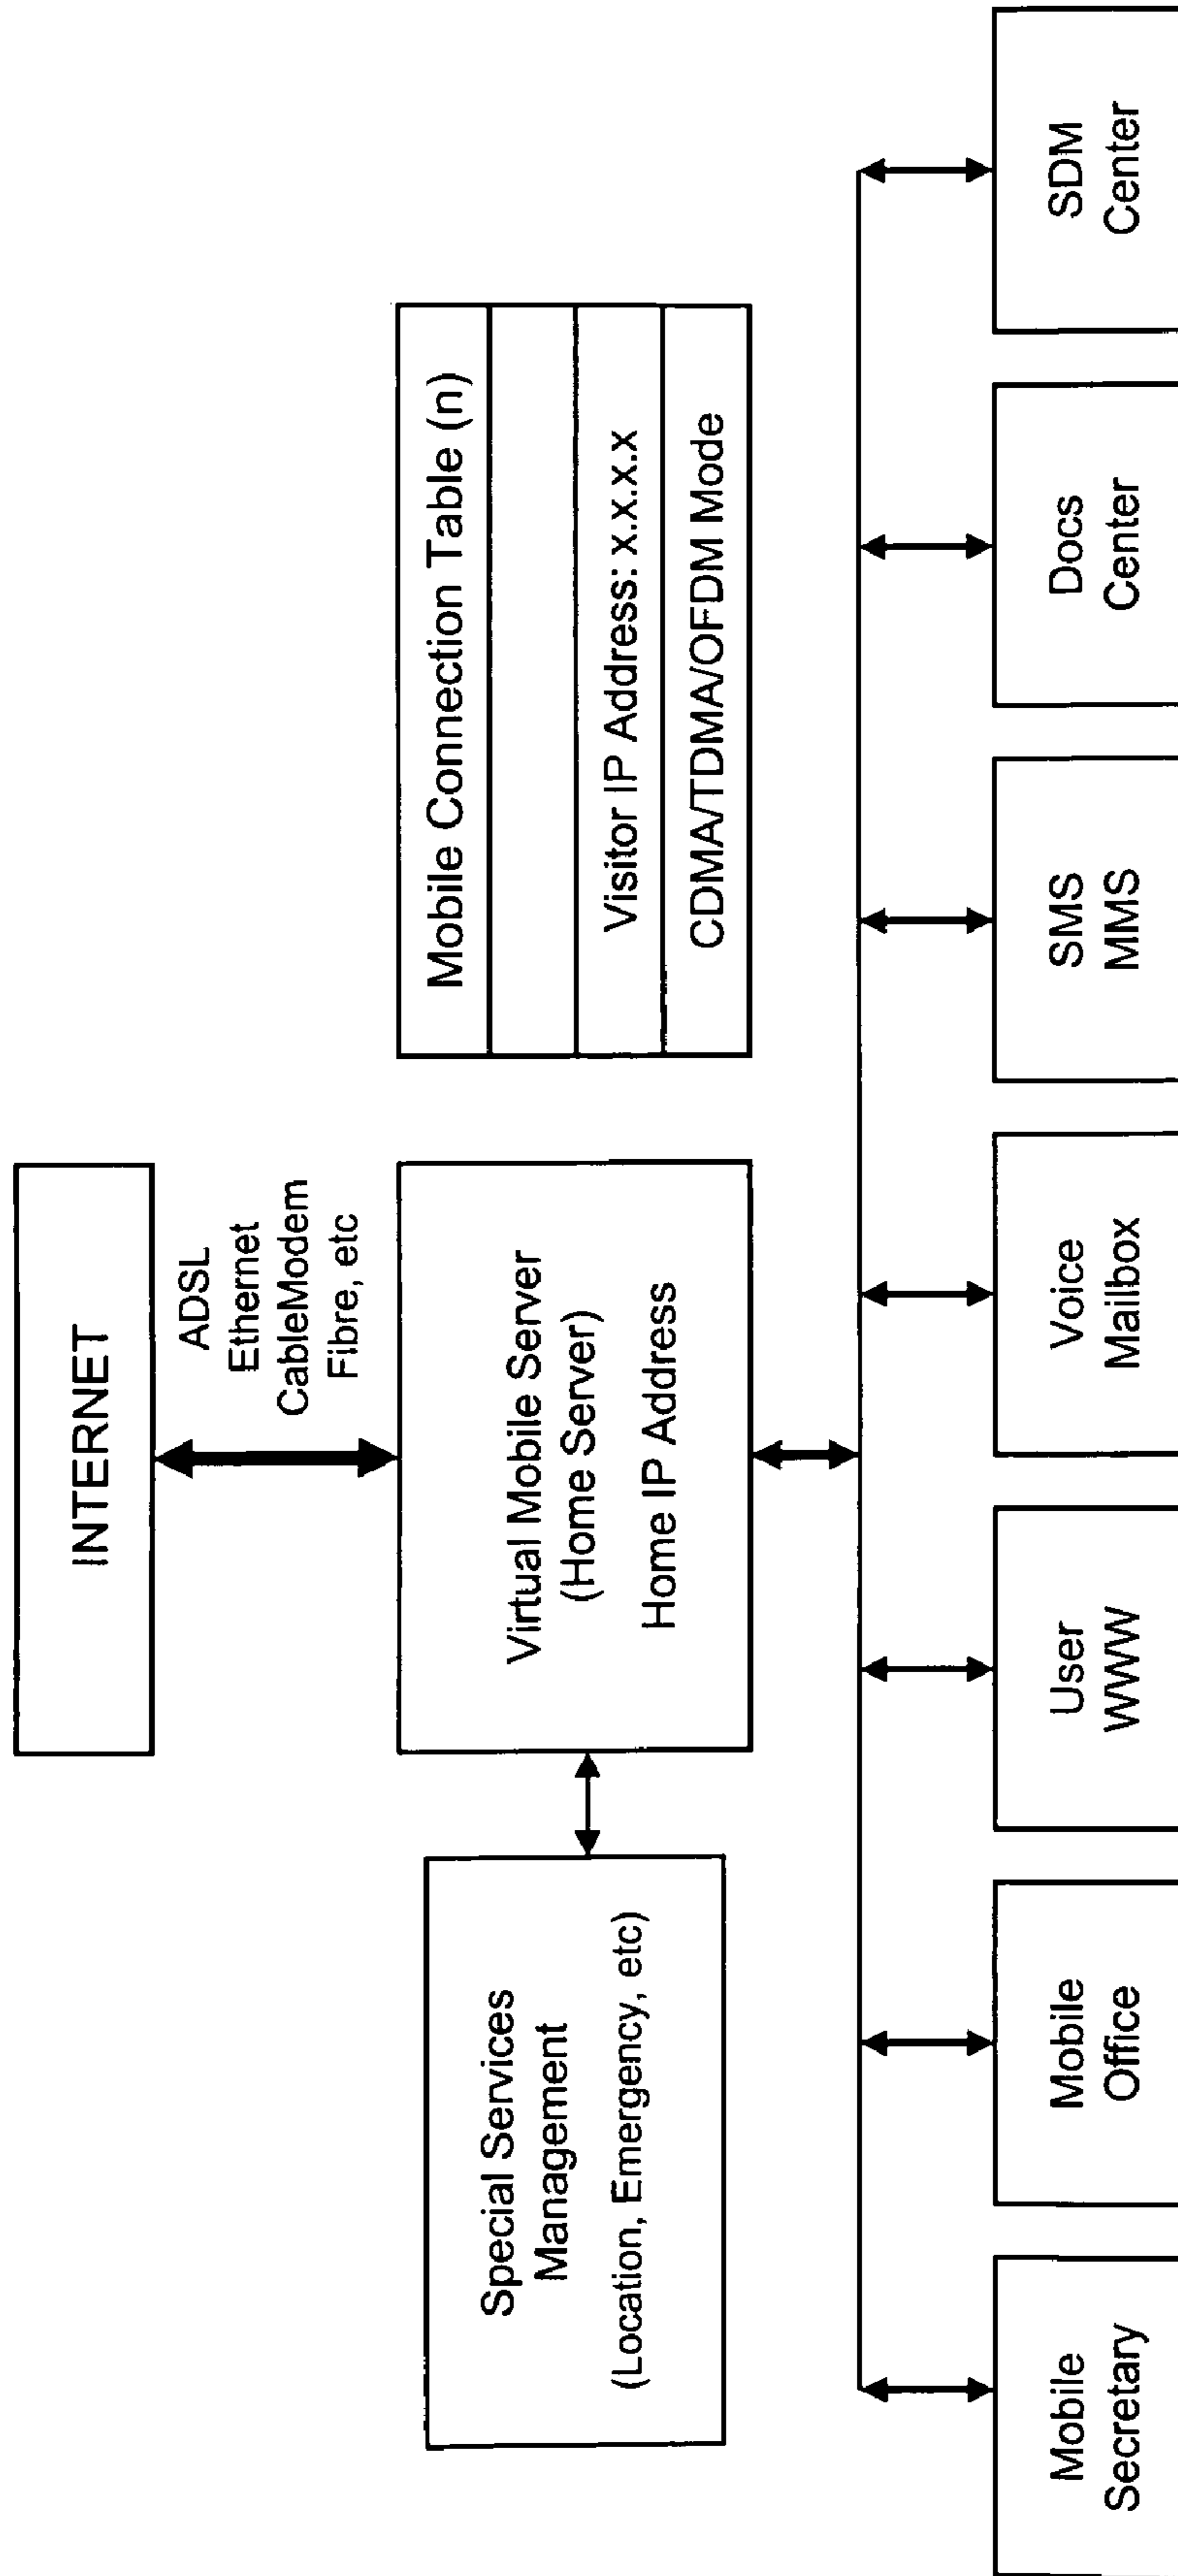 INTERNET
ADSL
Ethernet
CableModem
Fibre, etc
Special Services
Management
(Location, Emergency, etc)
Virtual Mobile Server
(Home Server)
Home IP Address
Mobile Connection Table (n)
Visitor IP Address: x.x.x.x
CDMA/TDMA/OFDM Mode
Mobile
Secretary
Mobile
Office
User
WWW
Voice
Mailbox
SMS
MMS
Docs
Center
SDM
Center